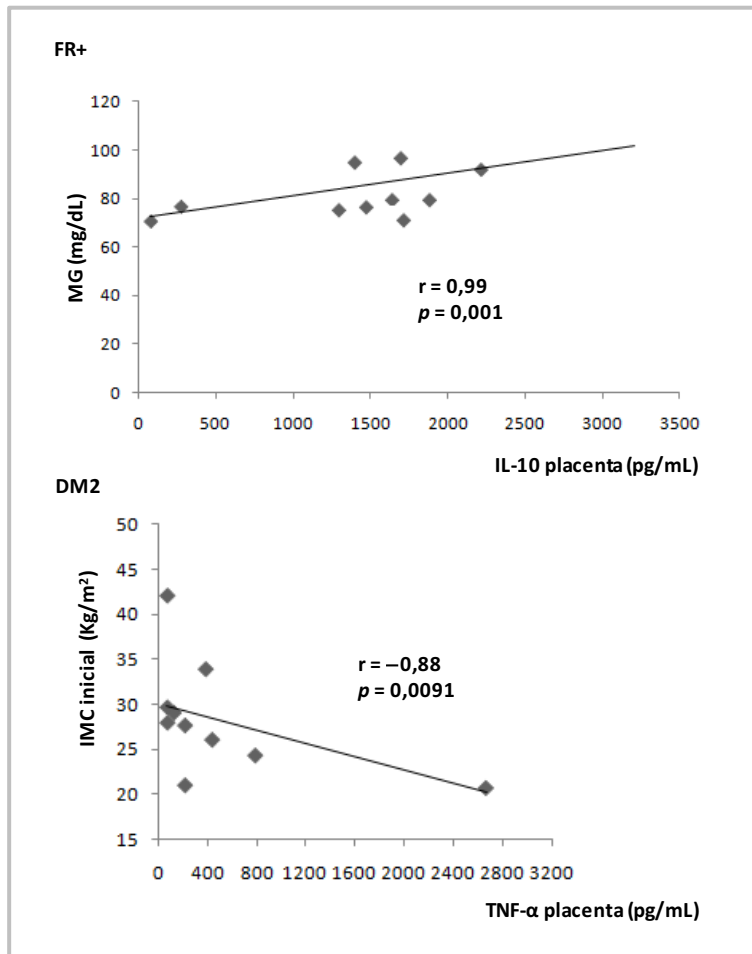 FR+
MG (mg/dL)
120
100
80
60
40
20
0
r = 0,99
p = 0,001
0 500 1000 1500 2000 2500 3000 3500
IL-10 placenta (pg/mL)
DM2
IMC inicial (Kg/m²)
50
45
40
35
30
25
20
15
r = −0,88
p = 0,0091
0 400 800 1200 1600 2000 2400 2800 3200
TNF-α placenta (pg/mL)